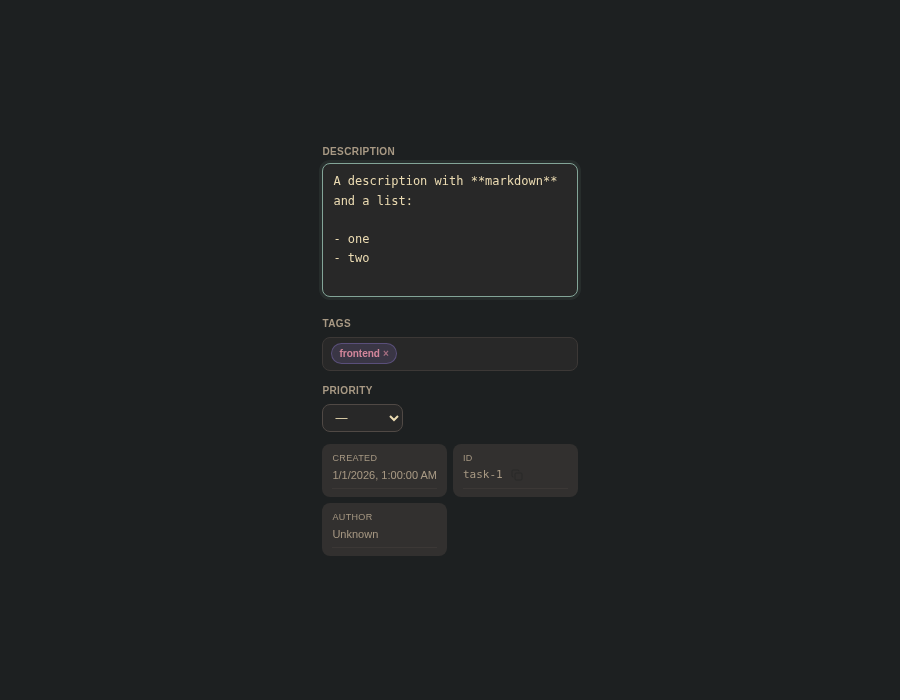 DESCRIPTION
A description with **markdown**
and a list:
- one
- two
TAGS
frontend ×
PRIORITY
—
CREATED
1/1/2026, 1:00:00 AM
ID
task-1
AUTHOR
Unknown